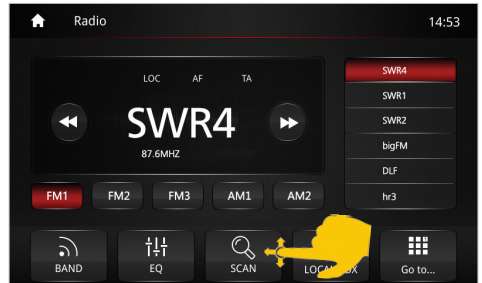 Radio 14:53
LOC AF TA
SWR4
87.6MHZ
SWR4
SWR1
SWR2
bigFM
DLF
hr3
FM1 FM2 FM3 AM1 AM2
BAND EQ SCAN Go to...